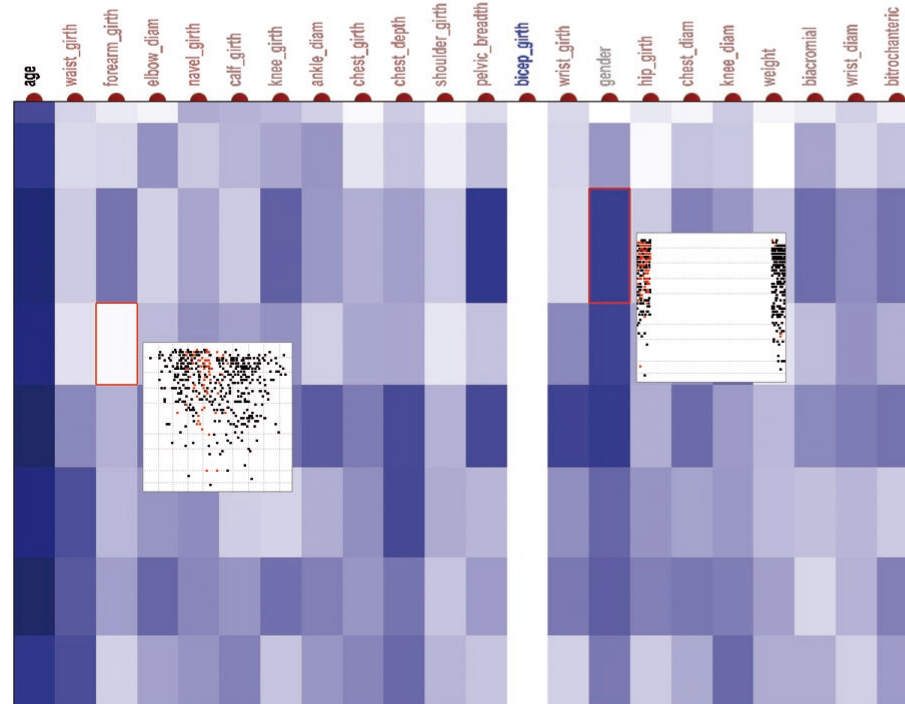 age
waist_girth
forearm_girth
elbow_diam
navel_girth
calf_girth
knee_girth
ankle_diam
chest_girth
chest_depth
shoulder_girth
pelvic_breadth
bicep_girth
wrist_girth
gender
hip_girth
chest_diam
knee_diam
weight
biacromial
wrist_diam
bitrochanteric